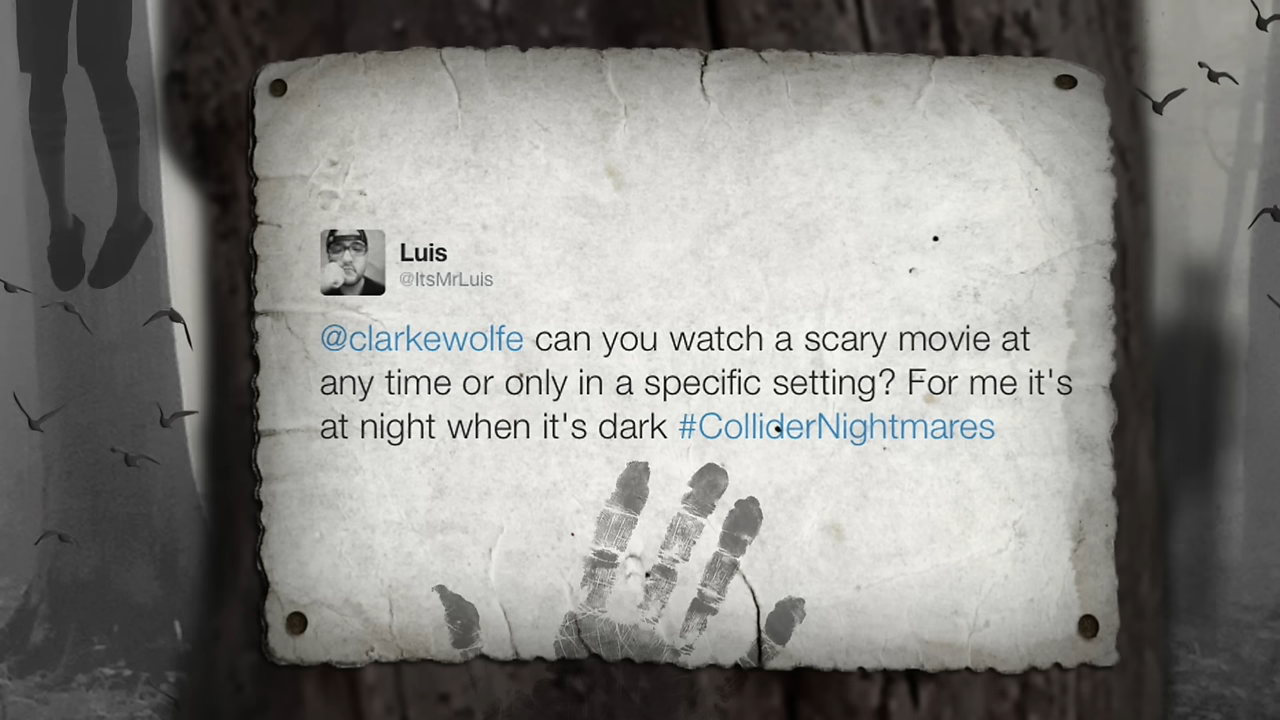 Luis
@ItsMrLuis
@clarkewolfe can you watch a scary movie at
any time or only in a specific setting? For me it's
at night when it's dark #ColliderNightmares